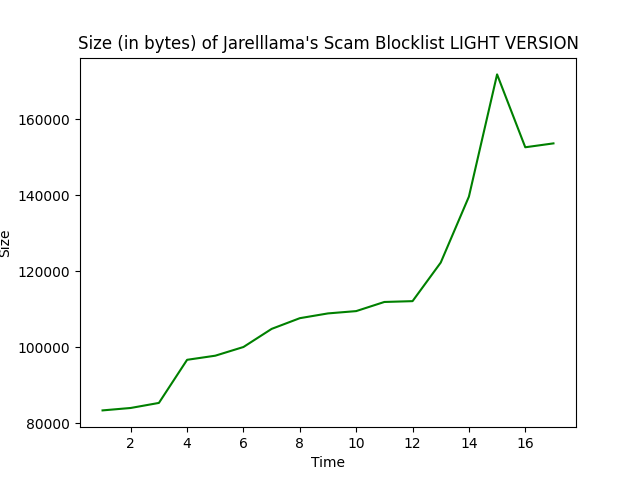 Size (in bytes) of Jarelllama's Scam Blocklist LIGHT VERSION
160000
140000
120000
100000
80000
Size
2 4 6 8 10 12 14 16
Time